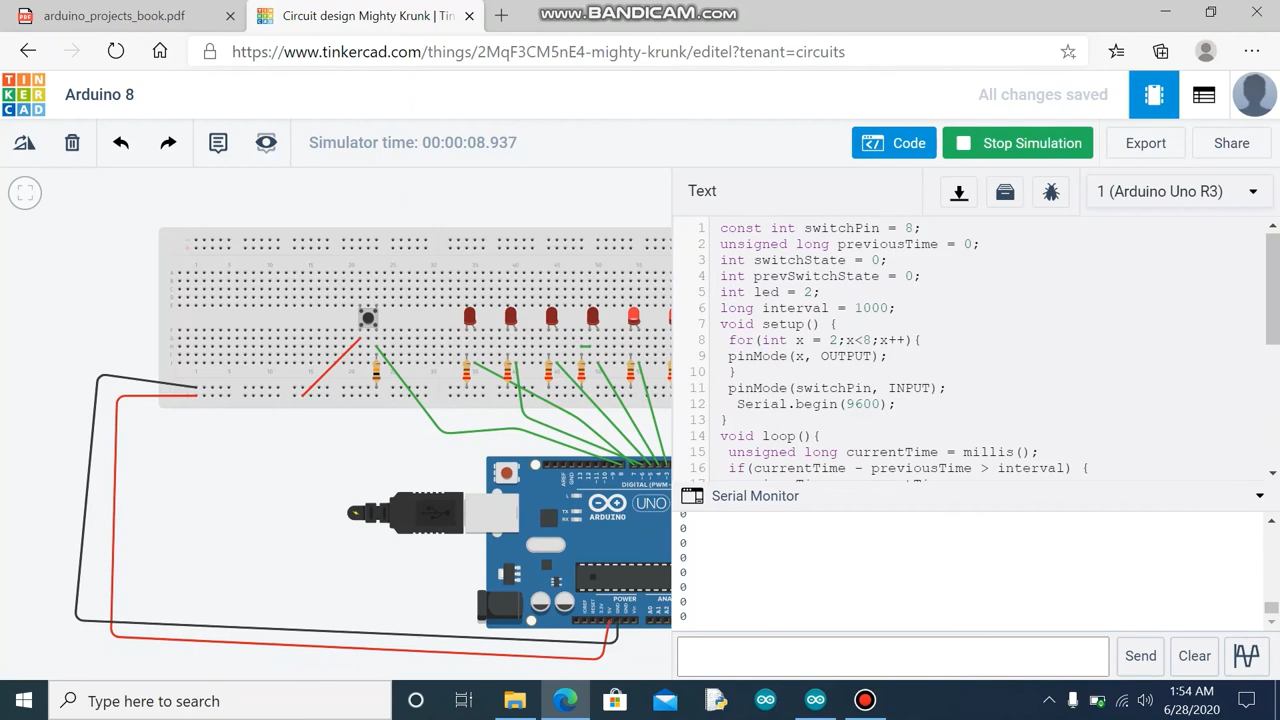 arduino_projects_book.pdf
Circuit design Mighty Krunk | Tin
www.BANDICAM.com
https://www.tinkercad.com/things/2MqF3CM5nE4-mighty-krunk/editel?tenant=circuits
TIN
KER
CAD
Arduino 8
All changes saved
Simulator time: 00:00:08.937
Code
Stop Simulation
Export
Share
Text
1 (Arduino Uno R3)
1 const int switchPin = 8;
2 unsigned long previousTime = 0;
3 int switchState = 0;
4 int prevSwitchState = 0;
5 int led = 2;
6 long interval = 1000;
7 void setup() {
8 for(int x = 2;x<8;x++){
9 pinMode(x, OUTPUT);
10 }
11 pinMode(switchPin, INPUT);
12 Serial.begin(9600);
13 }
14 void loop(){
15 unsigned long currentTime = millis();
16 if(currentTime - previousTime > interval) {
DIGITAL (PWM
UNO
ARDUINO
POWER
Serial Monitor
0
0
0
0
0
0
0
0
Send
Clear
Type here to search
1:54 AM
6/28/2020